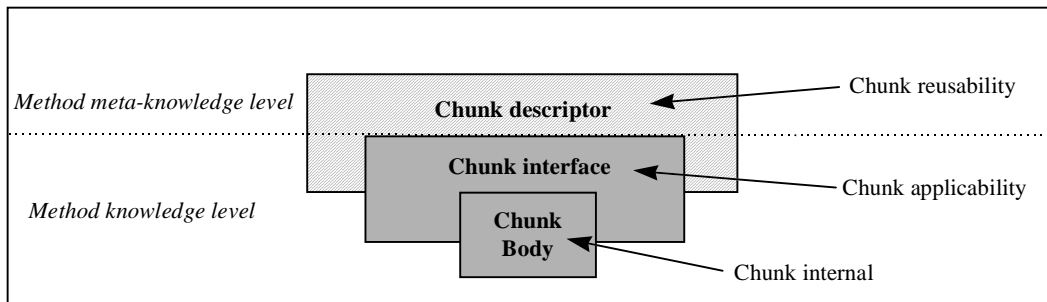 Chunk reusability
Method meta-knowledge level
Chunk descriptor
Chunk interface
Chunk applicability
Method knowledge level
Chunk
Body
Chunk internal